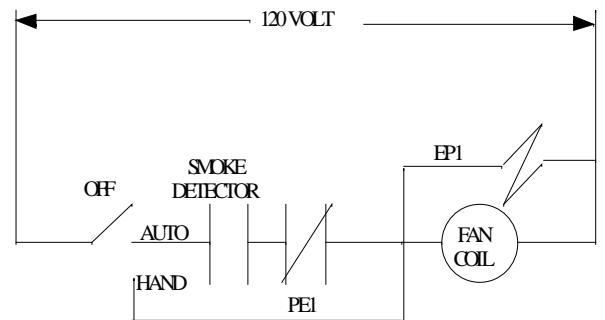 120 VOLT
EP1
SMOKE
DETECTOR
OFF
AUTO
FAN
COIL
HAND
PE1